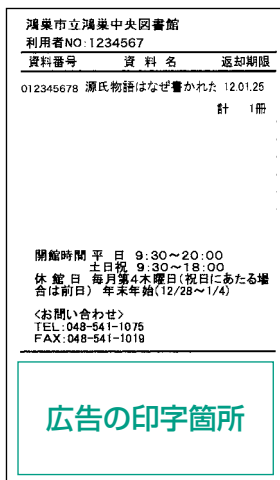 鴻巣市立鴻巣中央図書館
利用者NO:1234567
資料番号 資 料 名 返却期限
012345678 源氏物語はなぜ書かれた 12.01.25
計 1冊
開館時間 平 日 9:30～20:00
土日祝 9:30～18:00
休 館 日 毎月第4木曜日(祝日にあたる場
合は前日) 年末年始(12/28～1/4)
<お問い合わせ>
TEL:048-541-1075
FAX:048-541-1019
広告の印字箇所